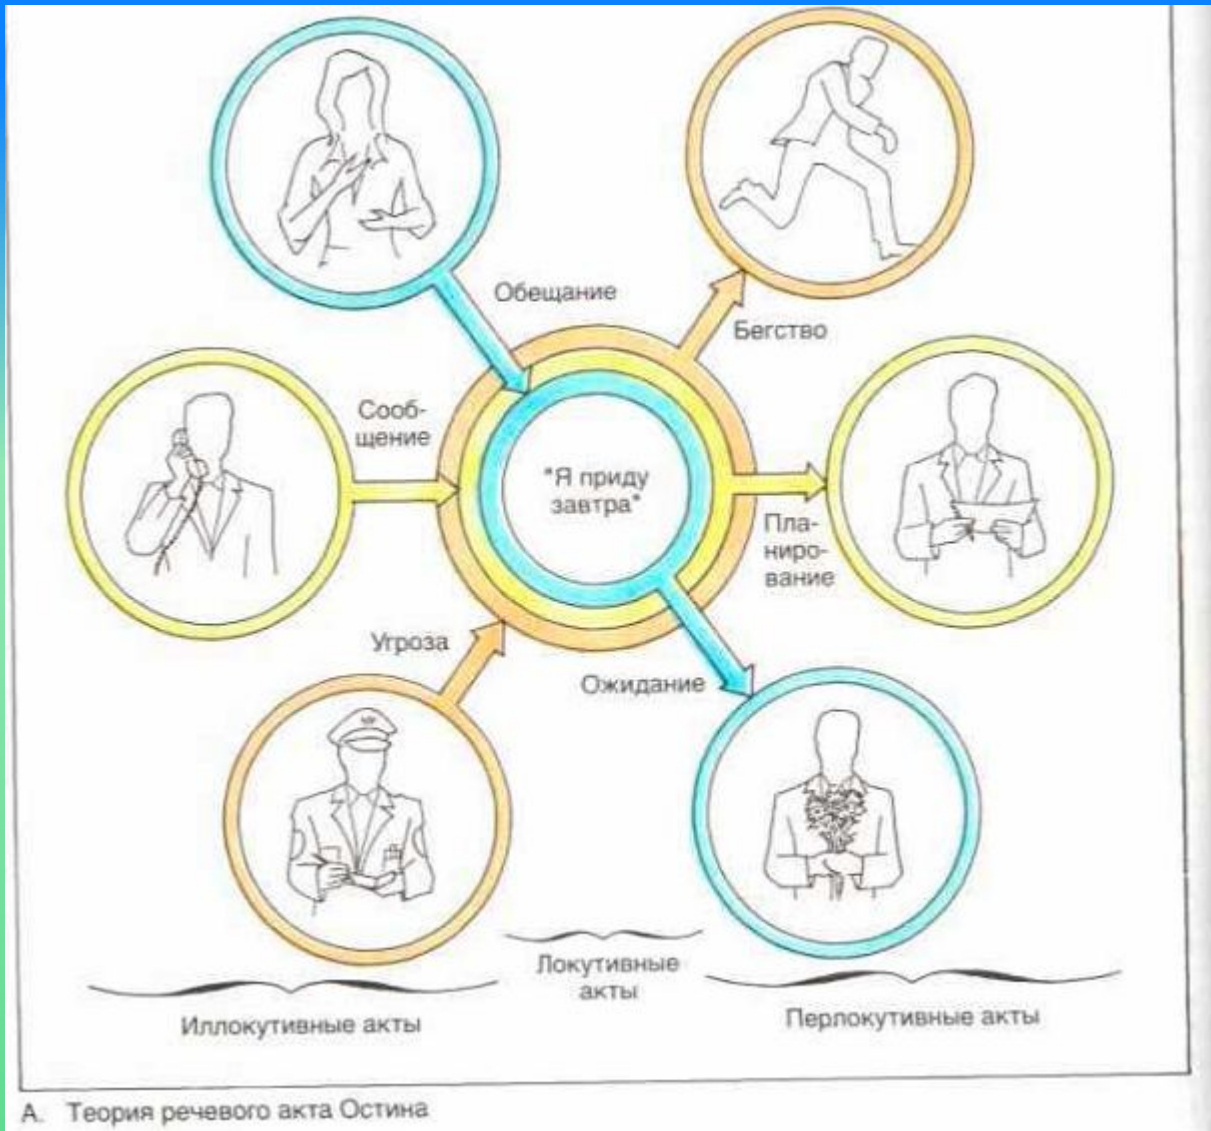 Обещание
Бегство
Сооб-
щение
"Я приду
завтра"
Пла-
ниро-
вание
Угроза
Ожидание
Локутивные
акты
Иллокутивные акты
Перлокутивные акты
А. Теория речевого акта Остина